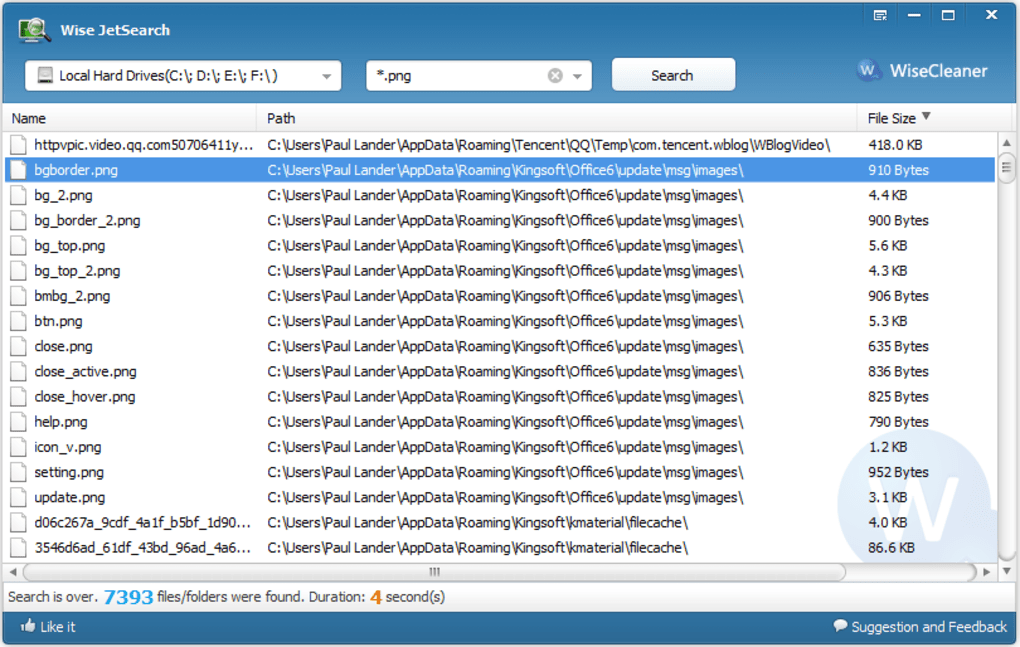 Wise JetSearch
Local Hard Drives(C:\; D:\; E:\; F:\) *.png Search W WiseCleaner
Name Path File Size
httpvpic.video.qq.com50706411y... C:\Users\Paul Lander\AppData\Roaming\Tencent\QQ\Temp\com.tencent.wblog\WBlogVideo\ 418.0 KB
bgborder.png C:\Users\Paul Lander\AppData\Roaming\Kingsoft\Office6\update\msg\images\ 910 Bytes
bg_2.png C:\Users\Paul Lander\AppData\Roaming\Kingsoft\Office6\update\msg\images\ 4.4 KB
bg_border_2.png C:\Users\Paul Lander\AppData\Roaming\Kingsoft\Office6\update\msg\images\ 900 Bytes
bg_top.png C:\Users\Paul Lander\AppData\Roaming\Kingsoft\Office6\update\msg\images\ 5.6 KB
bg_top_2.png C:\Users\Paul Lander\AppData\Roaming\Kingsoft\Office6\update\msg\images\ 4.3 KB
bmbg_2.png C:\Users\Paul Lander\AppData\Roaming\Kingsoft\Office6\update\msg\images\ 906 Bytes
btn.png C:\Users\Paul Lander\AppData\Roaming\Kingsoft\Office6\update\msg\images\ 5.3 KB
close.png C:\Users\Paul Lander\AppData\Roaming\Kingsoft\Office6\update\msg\images\ 635 Bytes
close_active.png C:\Users\Paul Lander\AppData\Roaming\Kingsoft\Office6\update\msg\images\ 836 Bytes
close_hover.png C:\Users\Paul Lander\AppData\Roaming\Kingsoft\Office6\update\msg\images\ 825 Bytes
help.png C:\Users\Paul Lander\AppData\Roaming\Kingsoft\Office6\update\msg\images\ 790 Bytes
icon_v.png C:\Users\Paul Lander\AppData\Roaming\Kingsoft\Office6\update\msg\images\ 1.2 KB
setting.png C:\Users\Paul Lander\AppData\Roaming\Kingsoft\Office6\update\msg\images\ 952 Bytes
update.png C:\Users\Paul Lander\AppData\Roaming\Kingsoft\Office6\update\msg\images\ 3.1 KB
d06c267a_9cdf_4a1f_b5bf_1d90... C:\Users\Paul Lander\AppData\Roaming\Kingsoft\kmaterial\filecache\ 4.0 KB
3546d6ad_61df_43bd_96ad_4a6... C:\Users\Paul Lander\AppData\Roaming\Kingsoft\kmaterial\filecache\ 86.6 KB
W
Search is over. 7393 files/folders were found. Duration: 4 second(s)
Like it Suggestion and Feedback